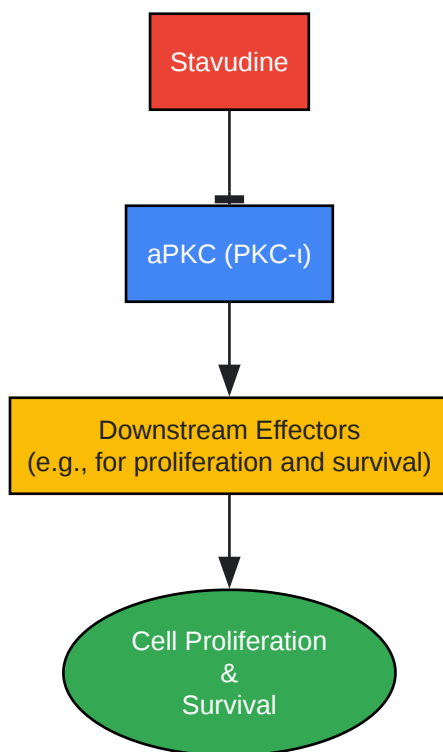 Stavudine
aPKC (PKC-ι)
Downstream Effectors
(e.g., for proliferation and survival)
Cell Proliferation
&
Survival